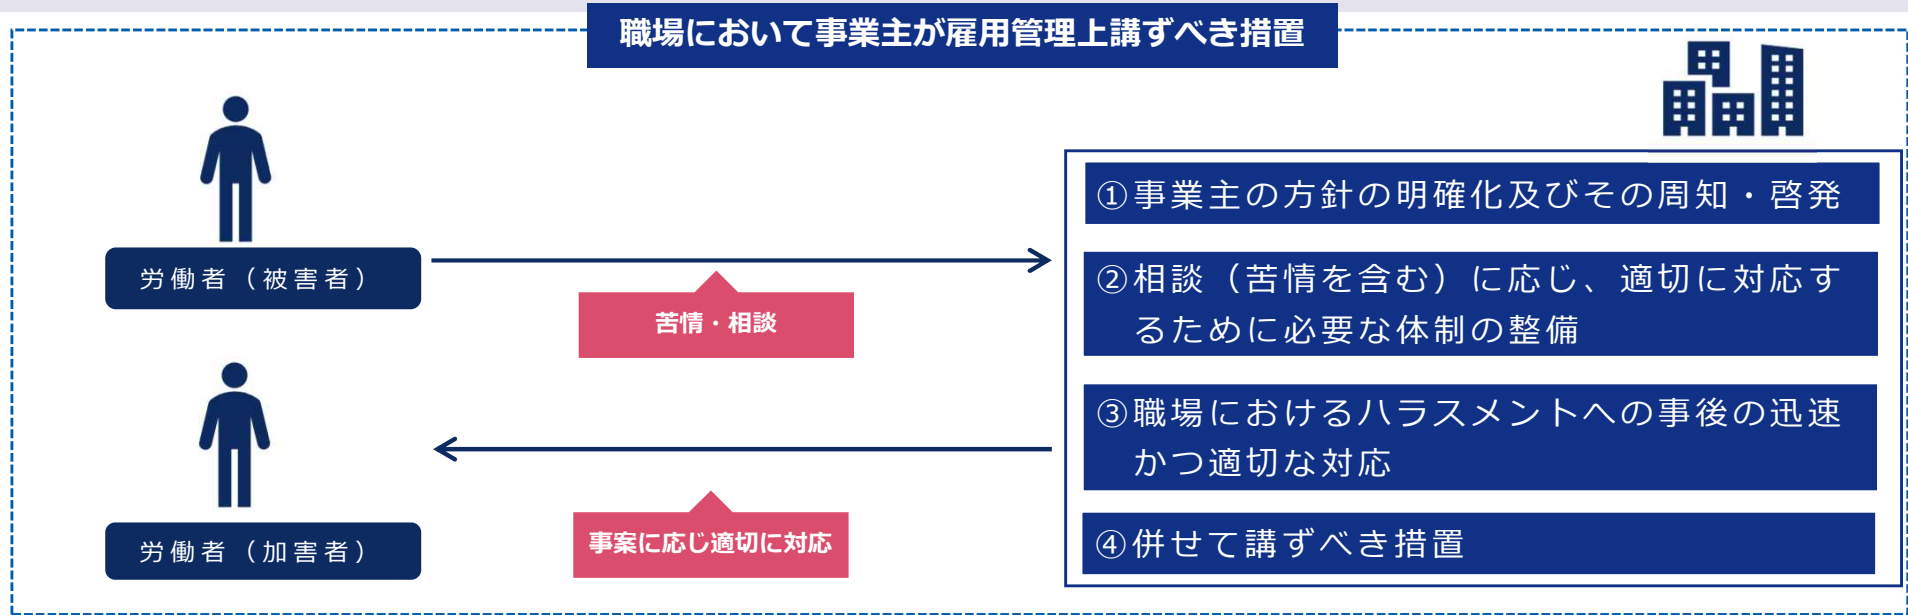 職場において事業主が雇用管理上講ずべき措置
労働者（被害者）
苦情・相談
労働者（加害者）
事案に応じ適切に対応
①事業主の方針の明確化及びその周知・啓発
②相談（苦情を含む）に応じ、適切に対応す
るために必要な体制の整備
③職場におけるハラスメントへの事後の迅速
かつ適切な対応
④併せて講ずべき措置